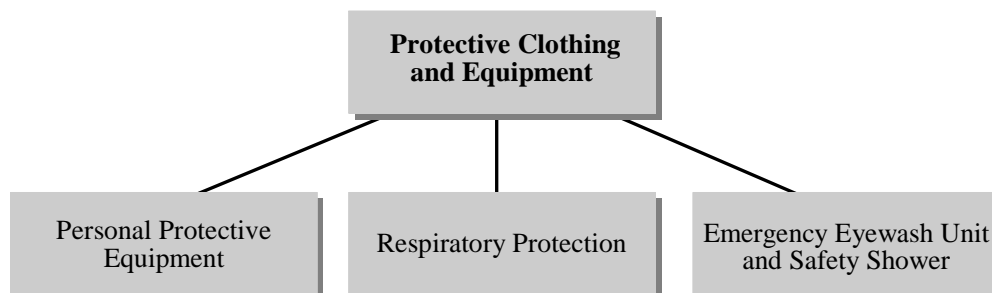 Protective Clothing
and Equipment
Personal Protective
Equipment
Respiratory Protection
Emergency Eyewash Unit
and Safety Shower